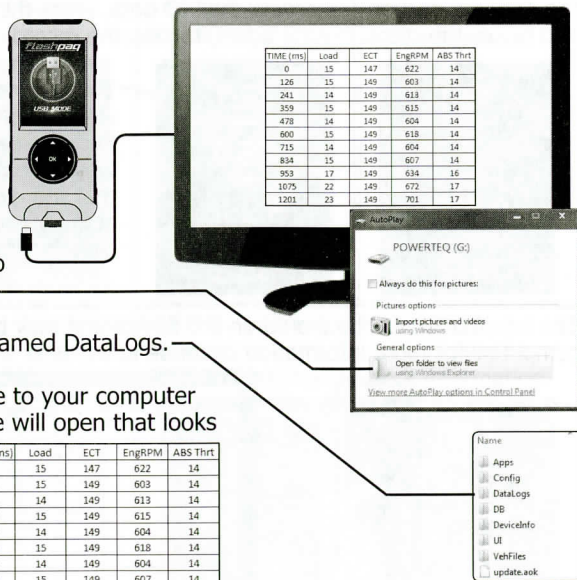 flashpaq
USB MODE
OK
TIME (ms) Load ECT EngRPM ABS Thrt
0 15 147 622 14
126 15 149 603 14
241 14 149 613 14
359 15 149 615 14
478 14 149 604 14
600 15 149 618 14
715 14 149 604 14
834 15 149 607 14
953 17 149 634 16
1075 22 149 672 17
1201 23 149 701 17
AutoPlay
POWERTEQ (G:)
Always do this for pictures:
Pictures options
Import pictures and videos
using Windows
General options
Open folder to view files
using Windows Explorer
View more AutoPlay options in Control Panel
amed DataLogs.
e to your computer
e will open that looks
ms) Load ECT EngRPM ABS Thrt
15 147 622 14
15 149 603 14
14 149 613 14
15 149 615 14
14 149 604 14
15 149 618 14
14 149 604 14
15 149 607 14
Name
Apps
Config
DataLogs
DB
DeviceInfo
UI
VehFiles
update.aok